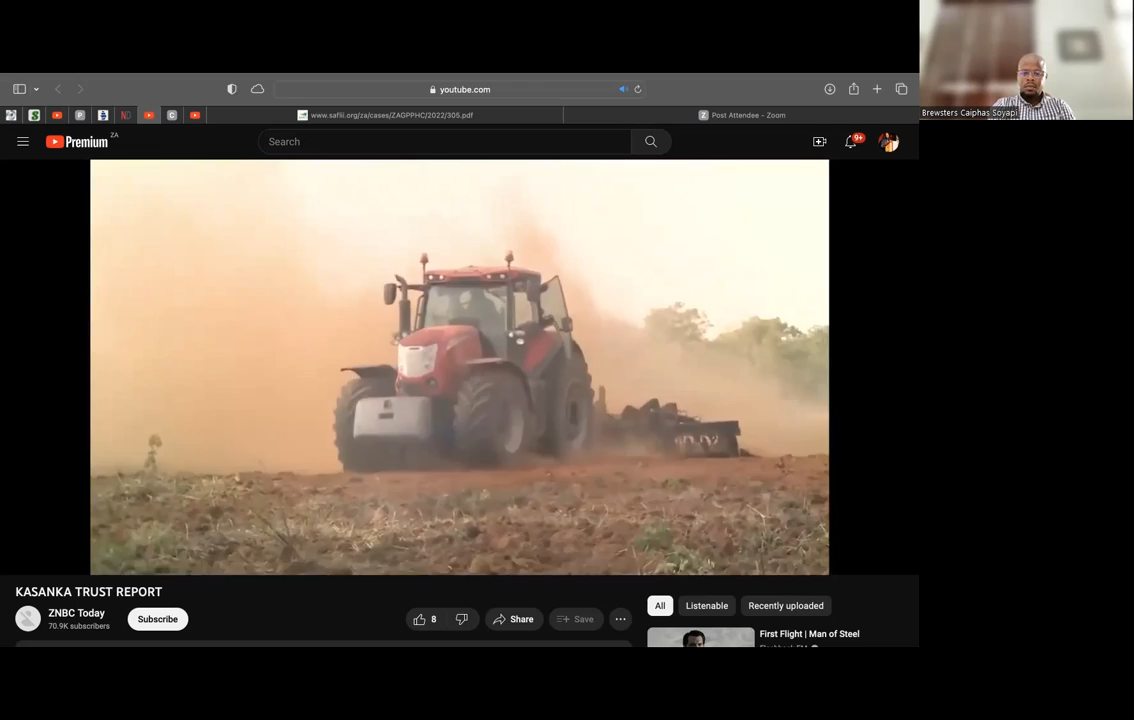 youtube.com
www.saflii.org/za/cases/ZAGPPHC/2022/305.pdf
Post Attendee - Zoom
Premium ZA
Search
9+
Brewsters Caiphas Soyapi
KASANKA TRUST REPORT
ZNBC Today
70.9K subscribers
Subscribe
8
Share
Save
All
Listenable
Recently uploaded
First Flight | Man of Steel